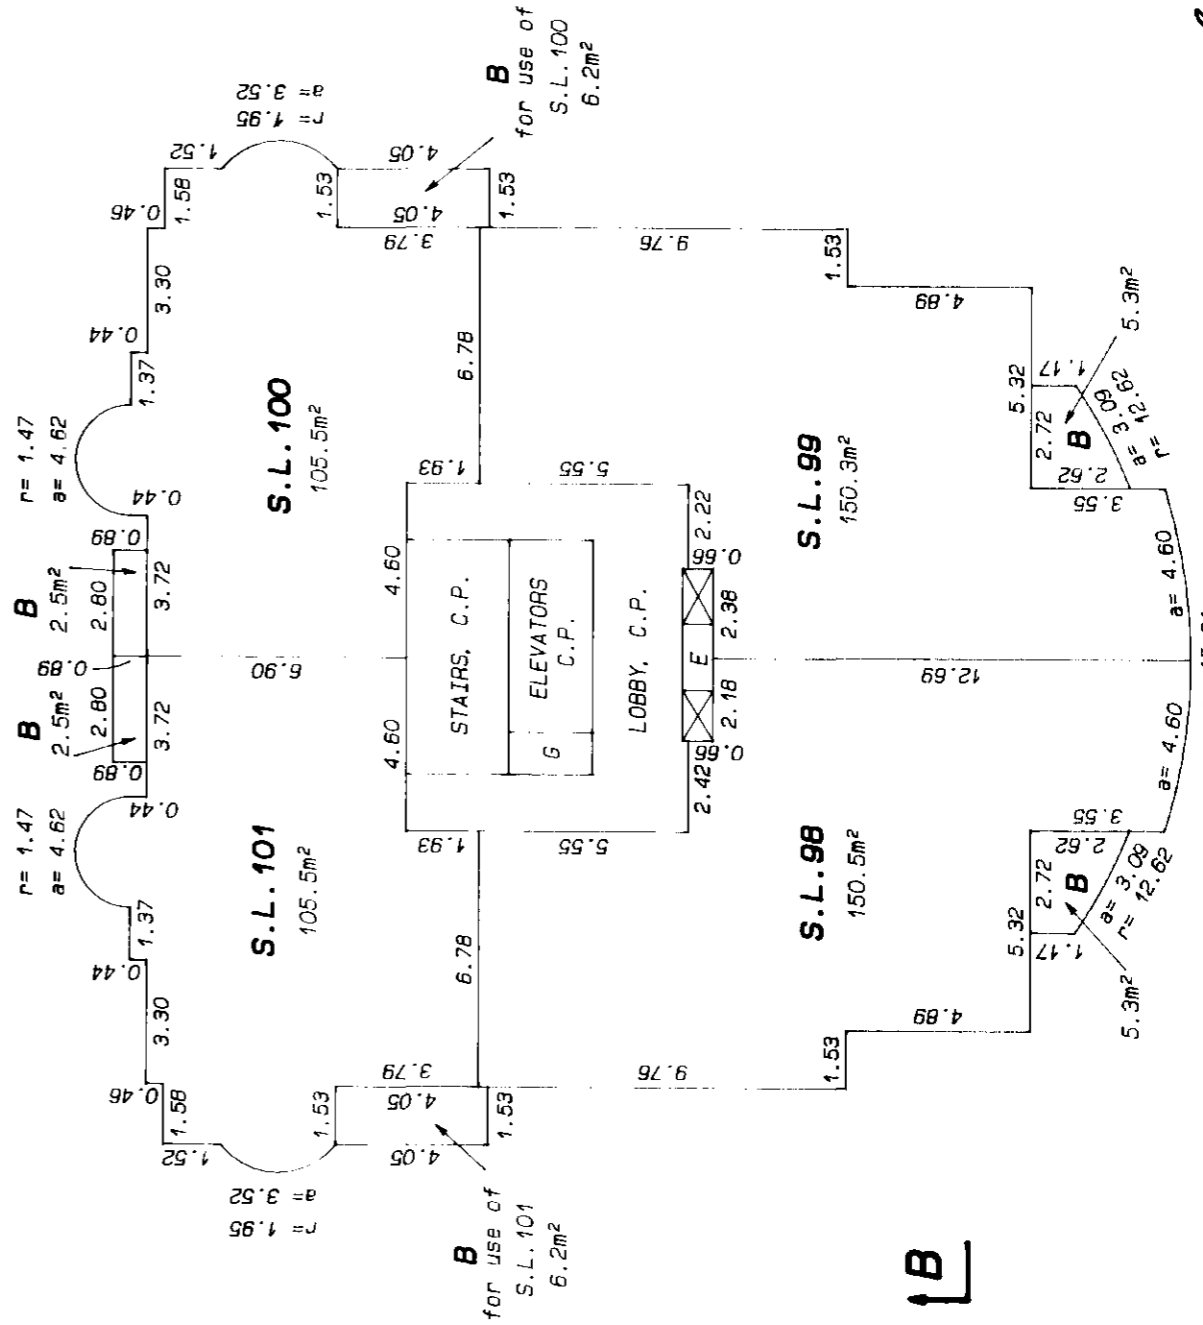 r= 1.47
a= 4.62
r= 1.47
a= 4.62
B
2.5m²
B
2.5m²
0.89
2.80
0.89
2.80
0.89
3.72
3.72
0.44
0.44
1.37
1.37
0.44
0.44
3.30
3.30
0.46
0.46
1.58
1.58
1.52
1.52
r= 1.95
a= 3.52
r= 1.95
a= 3.52
S.L.101
105.5m²
S.L.100
105.5m²
6.90
1.53
1.53
3.79
3.79
4.05
4.05
4.05
4.05
1.53
1.53
B
for use of
S.L.101
6.2m²
B
for use of
S.L.100
6.2m²
4.60
4.60
1.93
1.93
6.78
6.78
STAIRS, C.P.
G
ELEVATORS
C.P.
LOBBY, C.P.
5.55
5.55
2.42
0.66
2.18
E
2.38
0.66
2.22
9.76
9.76
S.L.98
150.5m²
S.L.99
150.3m²
1.53
1.53
4.89
4.89
12.69
5.32
2.72
5.32
2.72
1.17
B
2.62
3.55
1.17
B
2.62
3.55
a= 3.09
r= 12.62
a= 3.09
r= 12.62
5.3m²
5.3m²
a= 4.60
a= 4.60
B